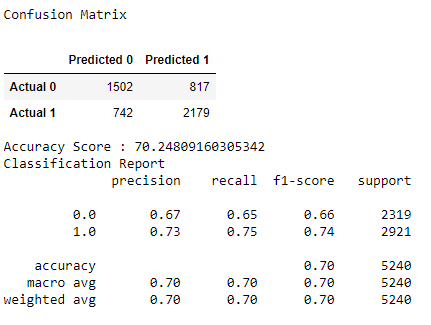 Confusion Matrix
Predicted 0 Predicted 1
Actual 0 1502 817
Actual 1 742 2179
Accuracy Score : 70.24809160305342
Classification Report
precision recall f1-score support
0.0 0.67 0.65 0.66 2319
1.0 0.73 0.75 0.74 2921
accuracy 0.70 5240
macro avg 0.70 0.70 0.70 5240
weighted avg 0.70 0.70 0.70 5240